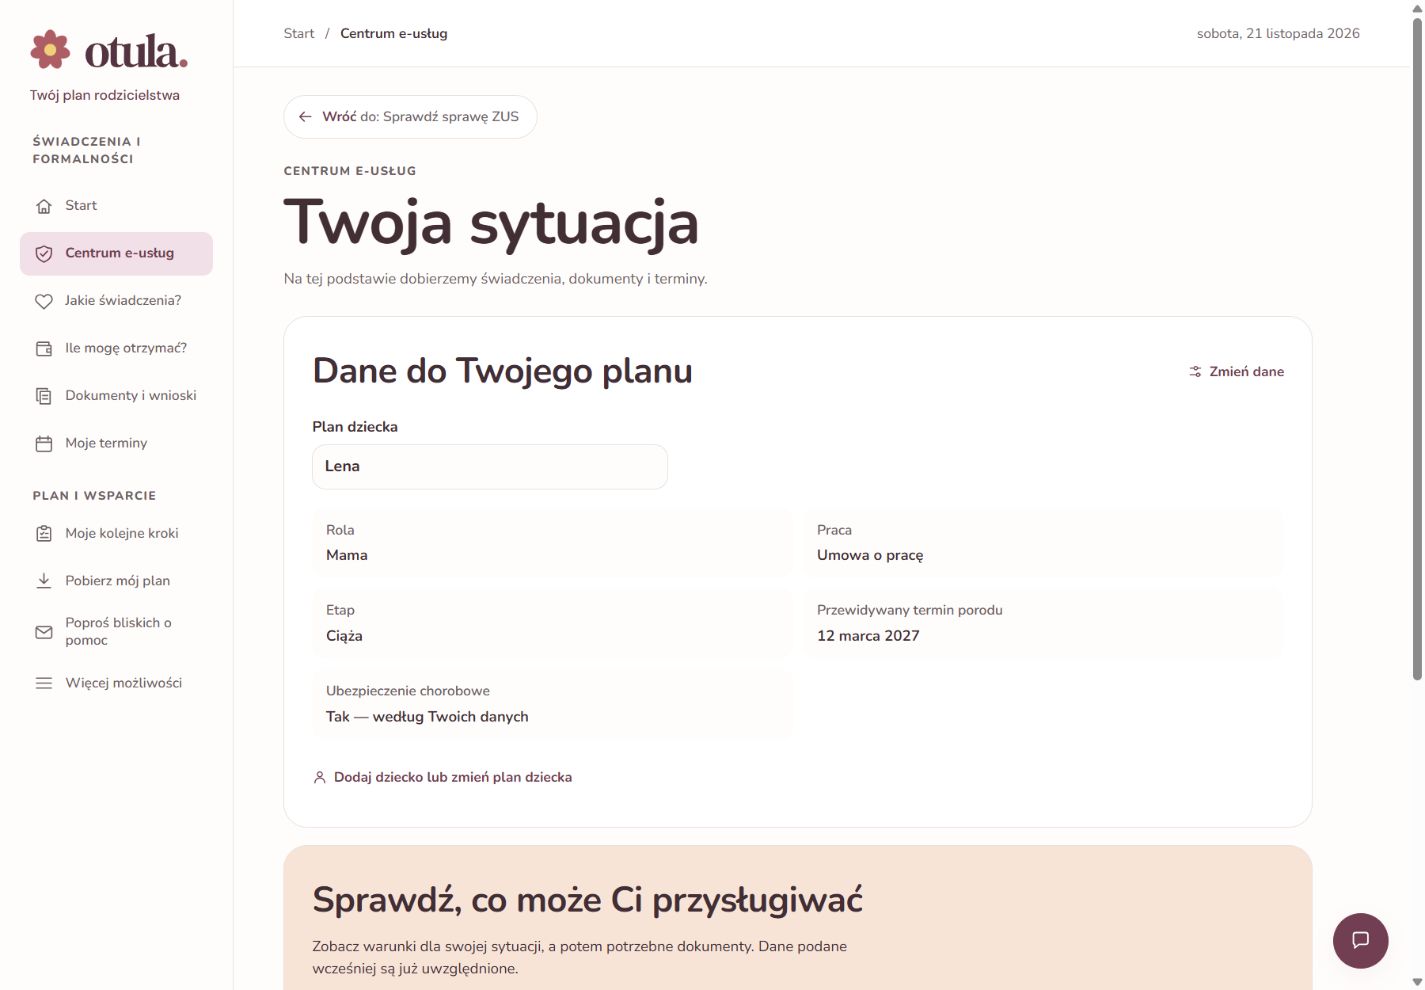 otula.
Twój plan rodzicielstwa
ŚWIADCZENIA I
FORMALNOŚCI
Start
Centrum e-usług
Jakie świadczenia?
Ile mogę otrzymać?
Dokumenty i wnioski
Moje terminy
PLAN I WSPARCIE
Moje kolejne kroki
Pobierz mój plan
Poproś bliskich o
pomoc
Więcej możliwości
Start / Centrum e-usług
sobota, 21 listopada 2026
Wróć do: Sprawdź sprawę ZUS
CENTRUM E-USŁUG
Twoja sytuacja
Na tej podstawie dobierzemy świadczenia, dokumenty i terminy.
Dane do Twojego planu
Zmień dane
Plan dziecka
Lena
Rola
Mama
Praca
Umowa o pracę
Etap
Ciąża
Przewidywany termin porodu
12 marca 2027
Ubezpieczenie chorobowe
Tak — według Twoich danych
Dodaj dziecko lub zmień plan dziecka
Sprawdź, co może Ci przysługiwać
Zobacz warunki dla swojej sytuacji, a potem potrzebne dokumenty. Dane podane
wcześniej są już uwzględnione.